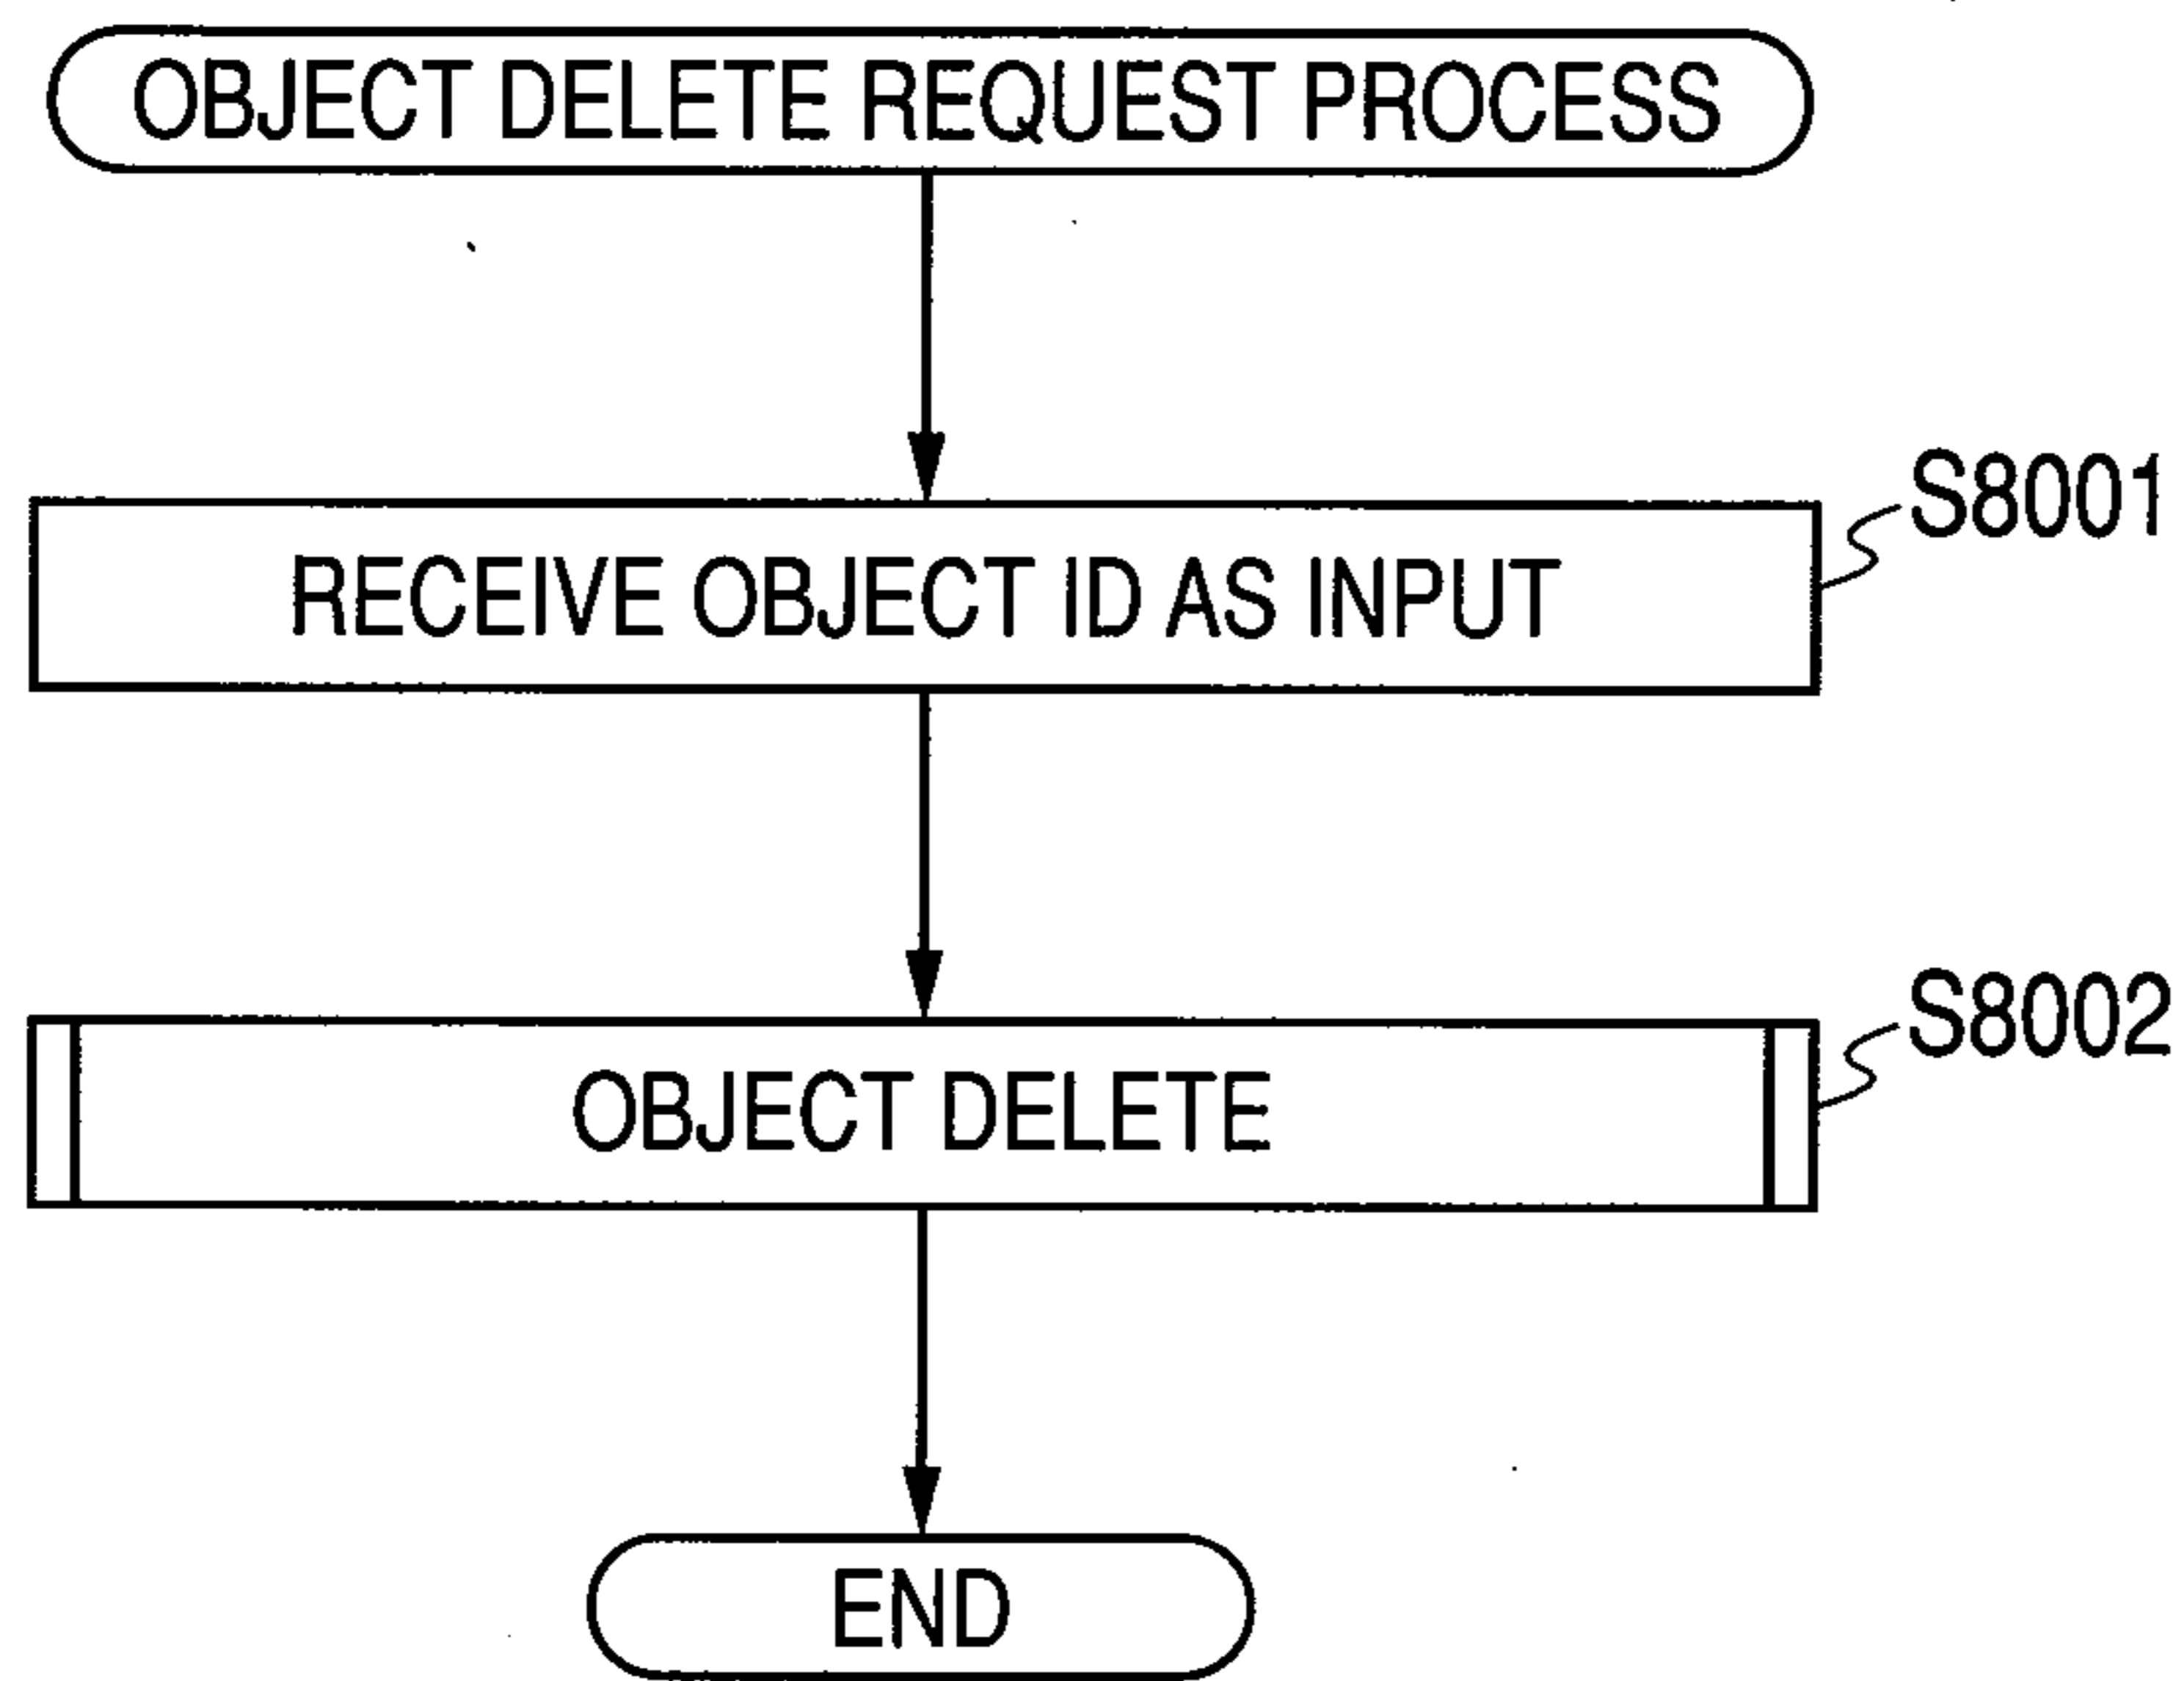 OBJECT DELETE REQUEST PROCESS
S8001
RECEIVE OBJECT ID AS INPUT
S8002
OBJECT DELETE
END